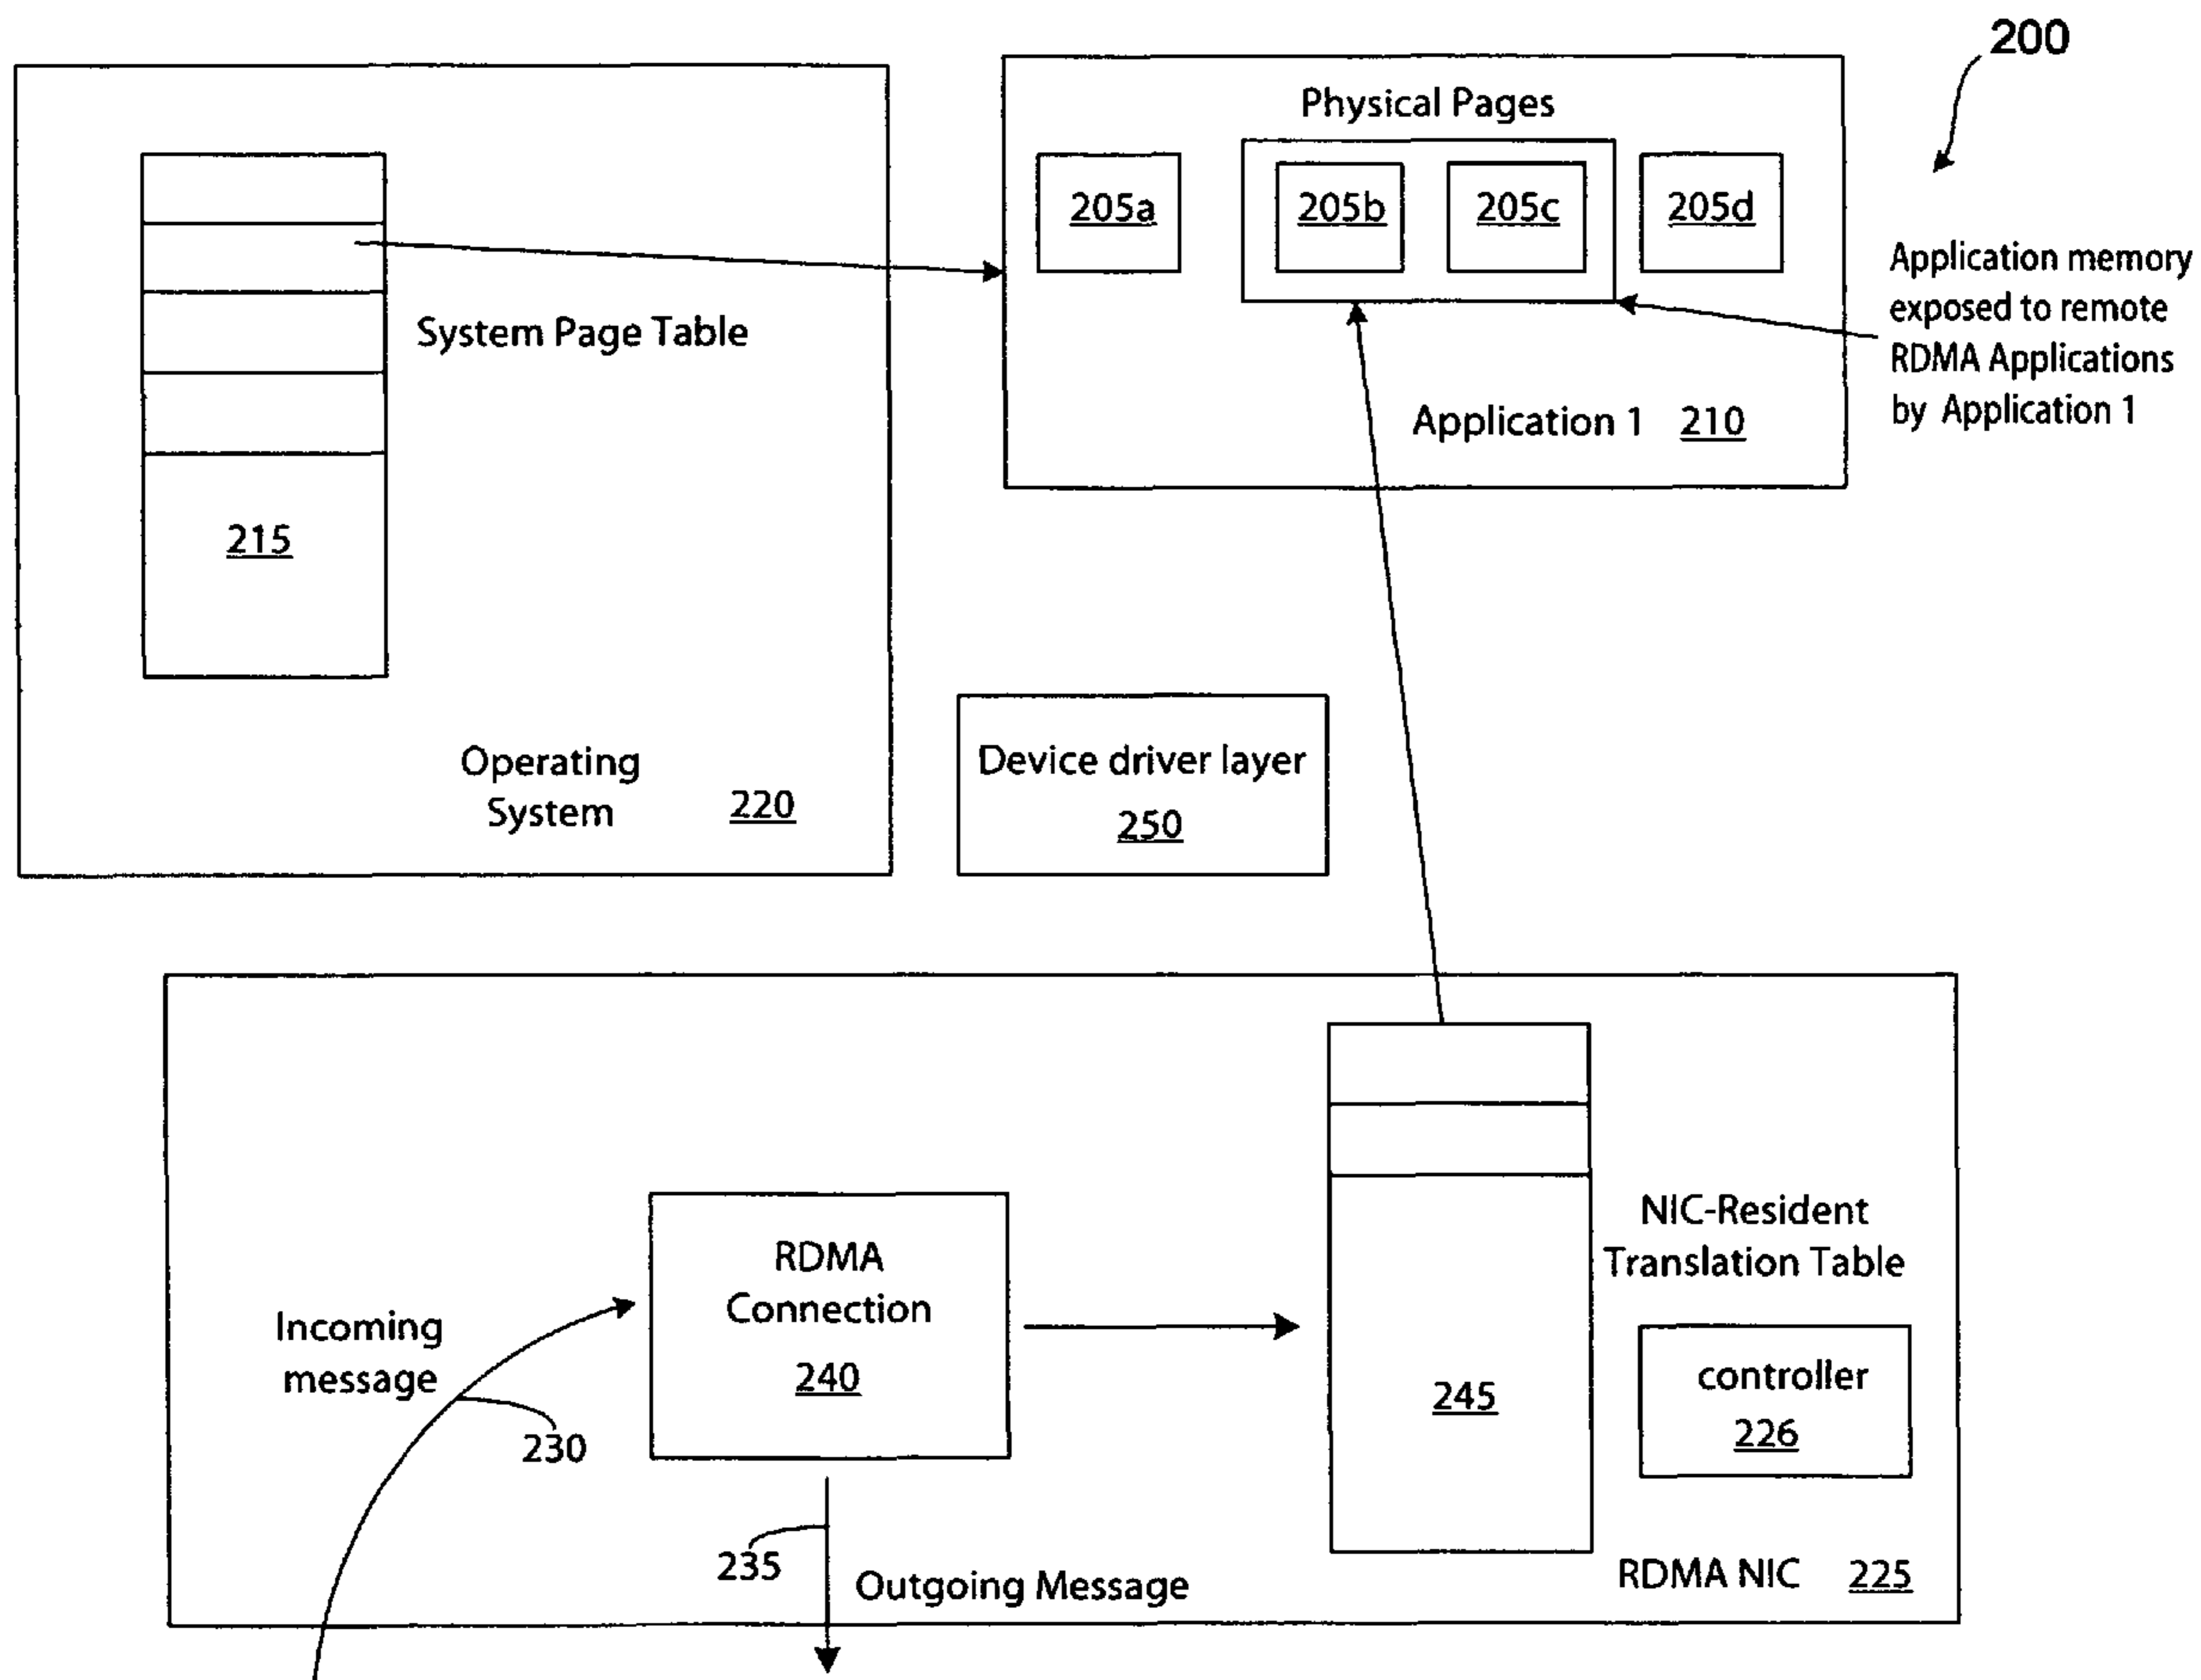 200
Physical Pages
205a 205b 205c 205d
Application memory
exposed to remote
RDMA Applications
by Application 1
System Page Table
Application 1 210
215
Operating
System 220
Device driver layer
250
NIC-Resident
Translation Table
RDMA
Connection
240
Incoming
message
230
245
controller
226
235
Outgoing Message
RDMA NIC 225